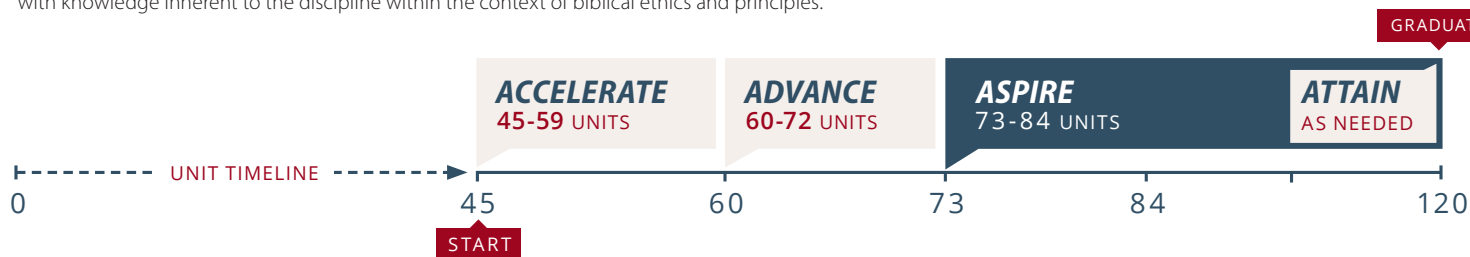 with knowledge inherent to the discipline within the context of biblical ethics and principles.
GRADUAT
ACCELERATE
45-59 UNITS
ADVANCE
60-72 UNITS
ASPIRE
73-84 UNITS
ATTAIN
AS NEEDED
UNIT TIMELINE
0
45
60
73
84
120
START